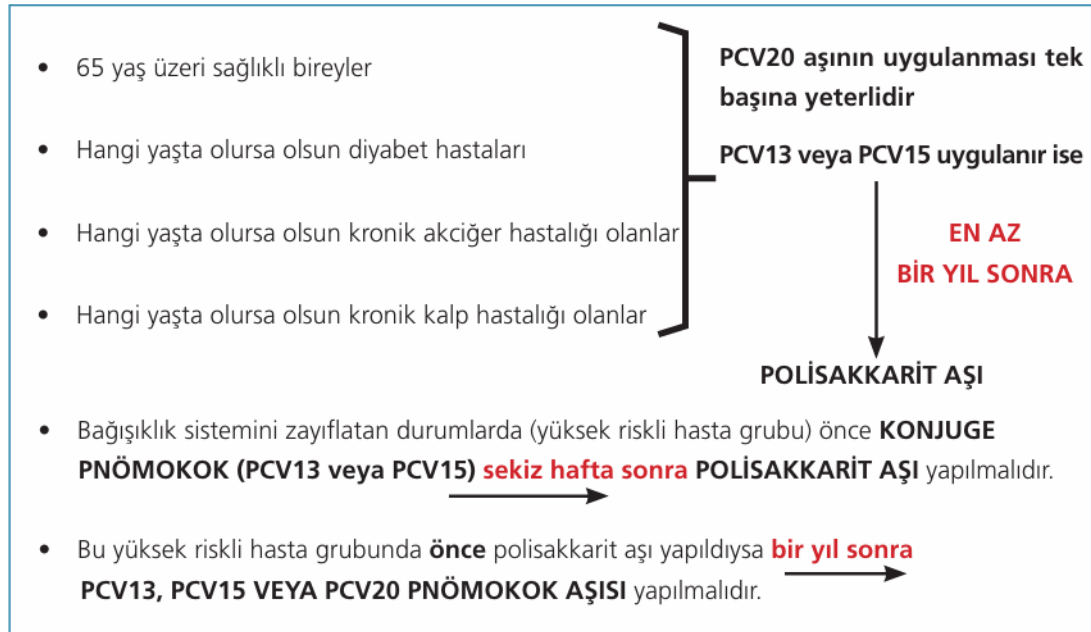 • 65 yaş üzeri sağlıklı bireyler
• Hangi yaşta olursa olsun diyabet hastaları
• Hangi yaşta olursa olsun kronik akciğer hastalığı olanlar
• Hangi yaşta olursa olsun kronik kalp hastalığı olanlar
PCV20 aşının uygulanması tek
başına yeterlidir
PCV13 veya PCV15 uygulanır ise
EN AZ
BİR YIL SONRA
POLİSAKKARİT AŞI
• Bağışıklık sistemini zayıflatan durumlarda (yüksek riskli hasta grubu) önce KONJUGE
PNÖMOKOK (PCV13 veya PCV15) sekiz hafta sonra POLİSAKKARİT AŞI yapılmalıdır.
• Bu yüksek riskli hasta grubunda önce polisakkarit aşı yapıldıysa bir yıl sonra
PCV13, PCV15 VEYA PCV20 PNÖMOKOK AŞISI yapılmalıdır.